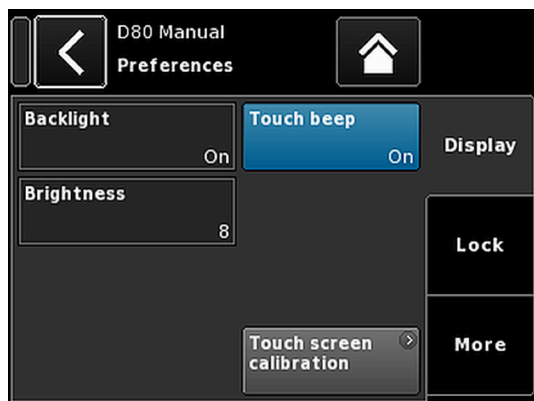 D80 Manual
Preferences
Backlight
On
Touch beep
On
Display
Brightness
8
Lock
Touch screen
calibration
More